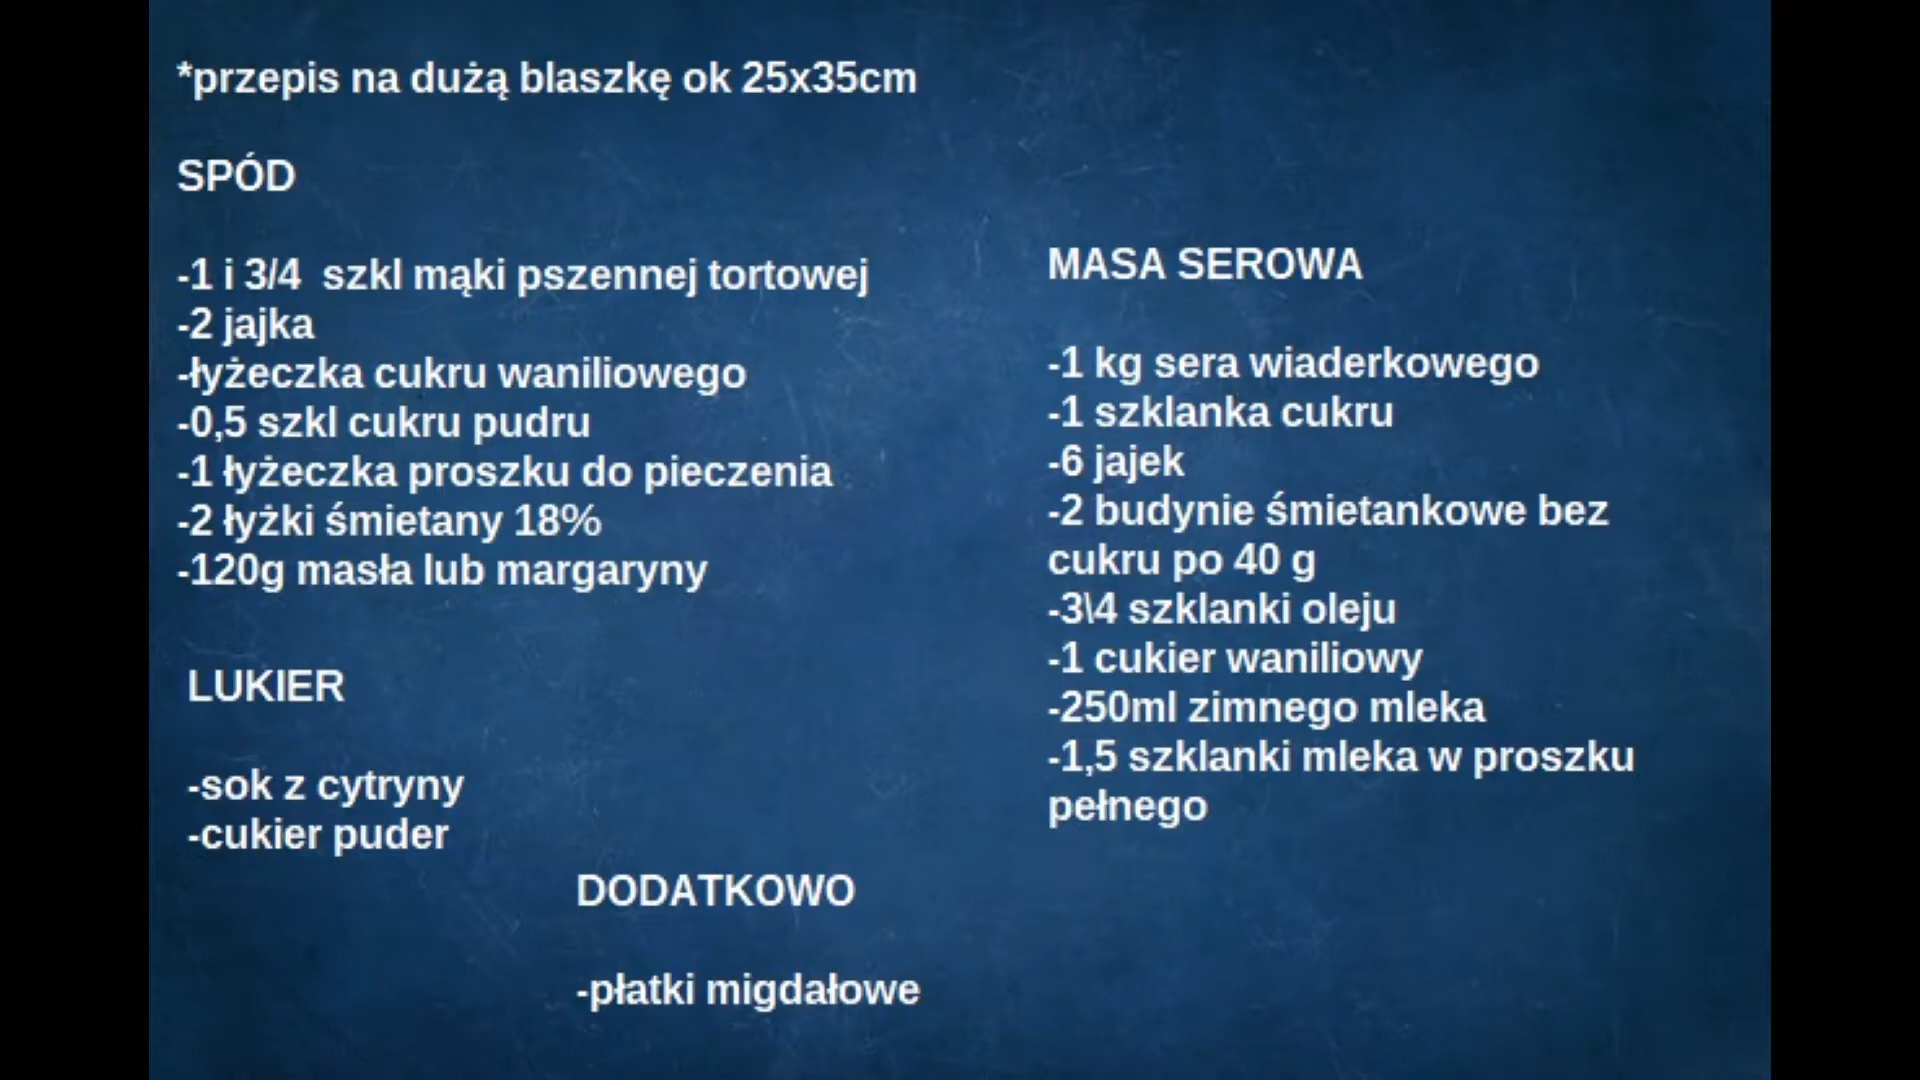 *przepis na dużą blaszkę ok 25x35cm
SPÓD
-1 i 3/4  szkl mąki pszennej tortowej
-2 jajka
-łyżeczka cukru waniliowego
-0,5 szkl cukru pudru
-1 łyżeczka proszku do pieczenia
-2 łyżki śmietany 18%
-120g masła lub margaryny
LUKIER
-sok z cytryny
-cukier puder
MASA SEROWA
-1 kg sera wiaderkowego
-1 szklanka cukru
-6 jajek
-2 budynie śmietankowe bez
cukru po 40 g
-3\4 szklanki oleju
-1 cukier waniliowy
-250ml zimnego mleka
-1,5 szklanki mleka w proszku
pełnego
DODATKOWO
-płatki migdałowe